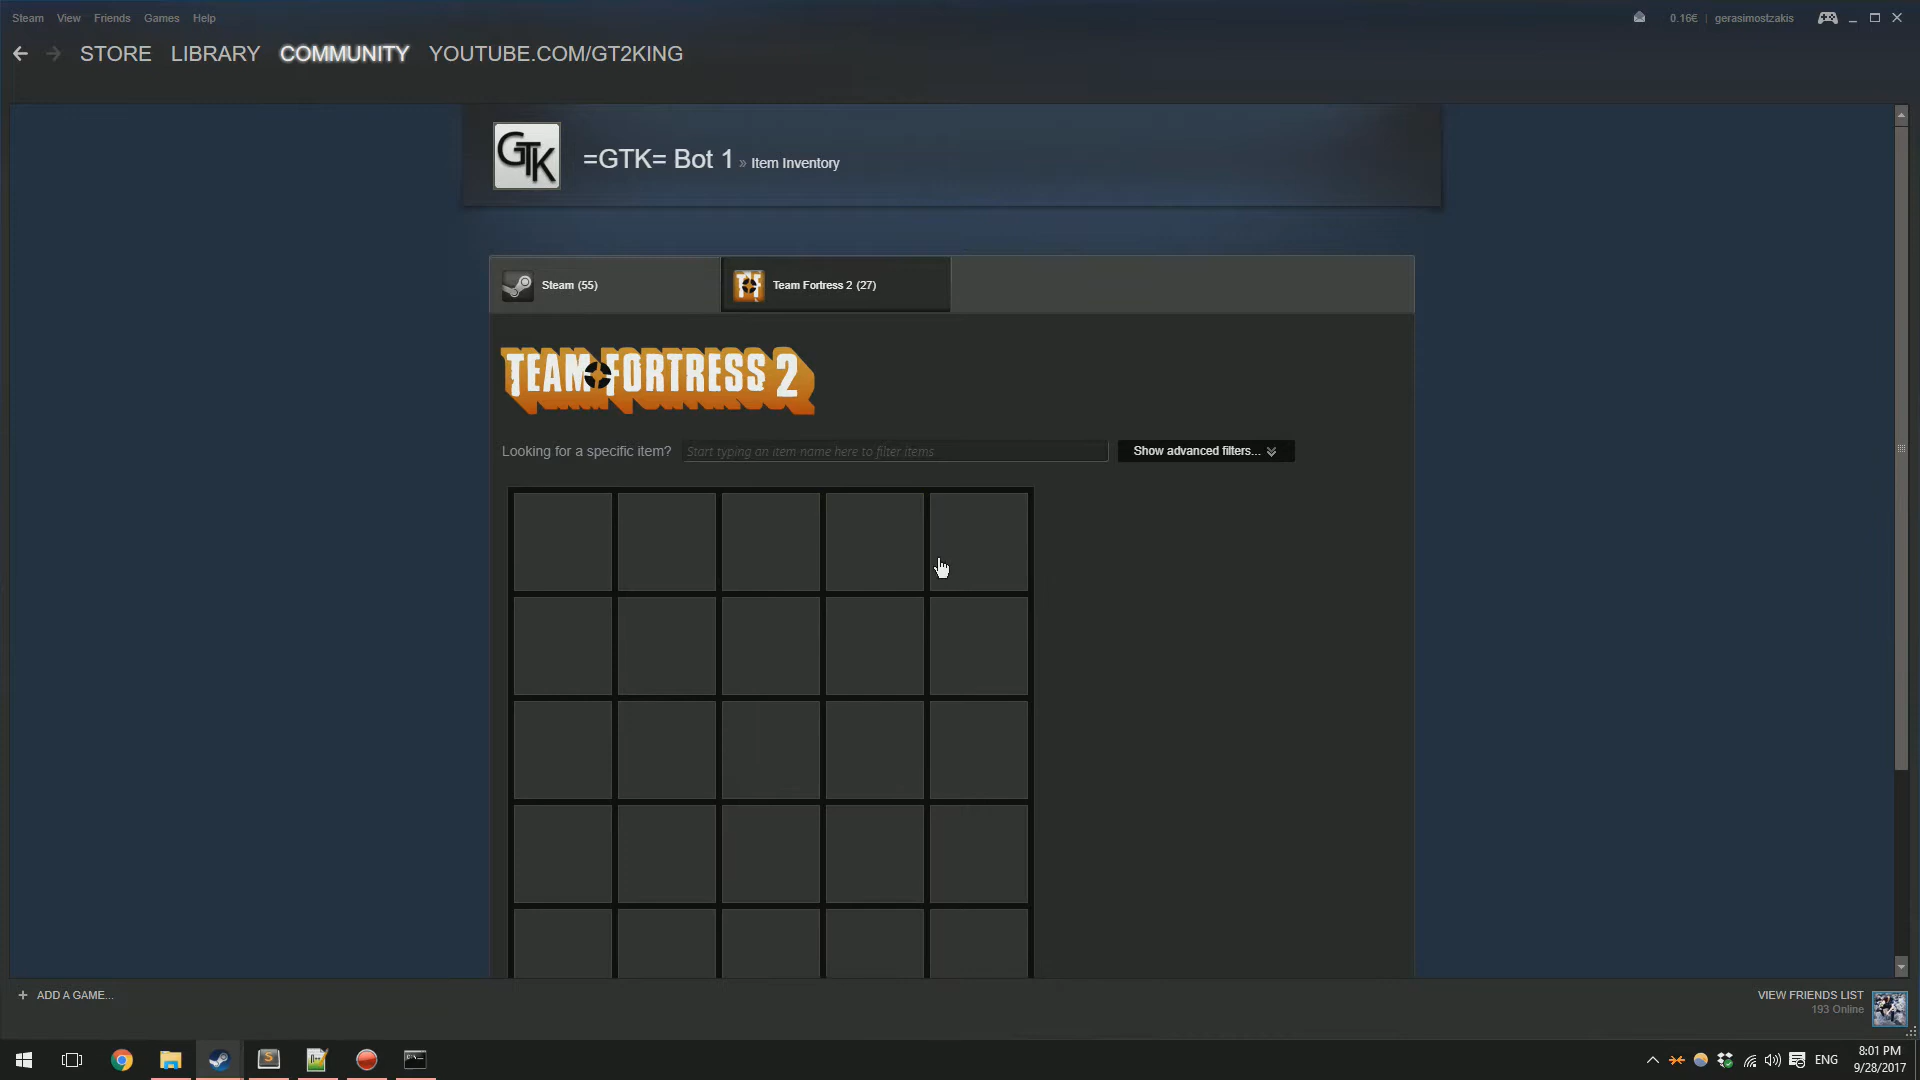 Steam View Friends Games Help
0.16€ | gerasimostzakis
STORE LIBRARY COMMUNITY YOUTUBE.COM/GT2KING
GTK
=GTK= Bot 1 » Item Inventory
Steam (55)
Team Fortress 2 (27)
TEAM FORTRESS 2
Looking for a specific item?
Start typing an item name here to filter items
Show advanced filters...
+ ADD A GAME...
VIEW FRIENDS LIST
193 Online
ENG
8:01 PM
9/28/2017